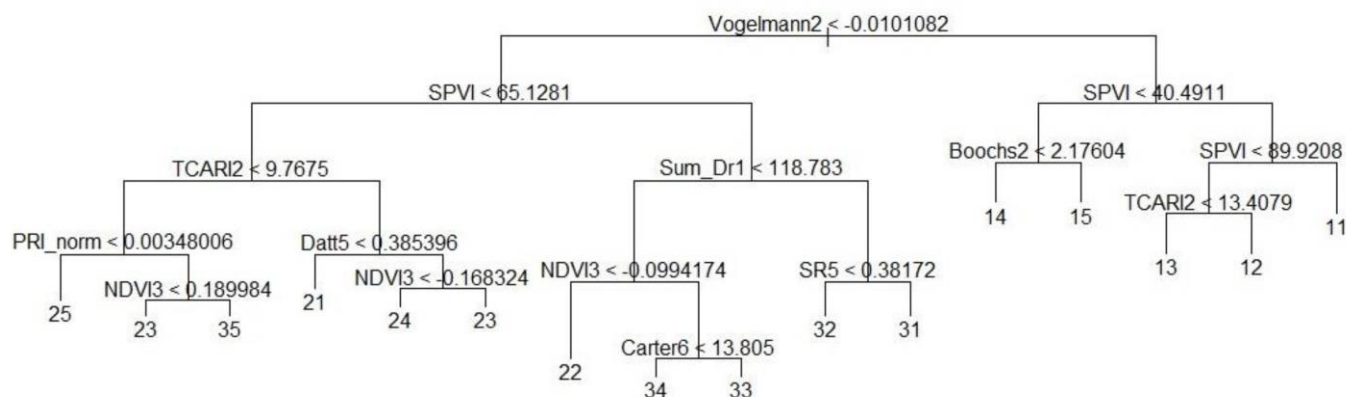 Vogelmann2 < -0.0101082
SPVI < 65.1281
SPVI < 40.4911
TCARI2 < 9.7675
Sum_Dr1 < 118.783
Boochs2 < 2.17604
SPVI < 89.9208
14
15
TCARI2 < 13.4079
11
13
12
PRI_norm < 0.00348006
Datt5 < 0.385396
NDVI3 < -0.0994174
SR5 < 0.38172
25
NDVI3 < 0.189984
21
NDVI3 < -0.168324
23
35
24
23
32
31
22
Carter6 < 13.805
34
33